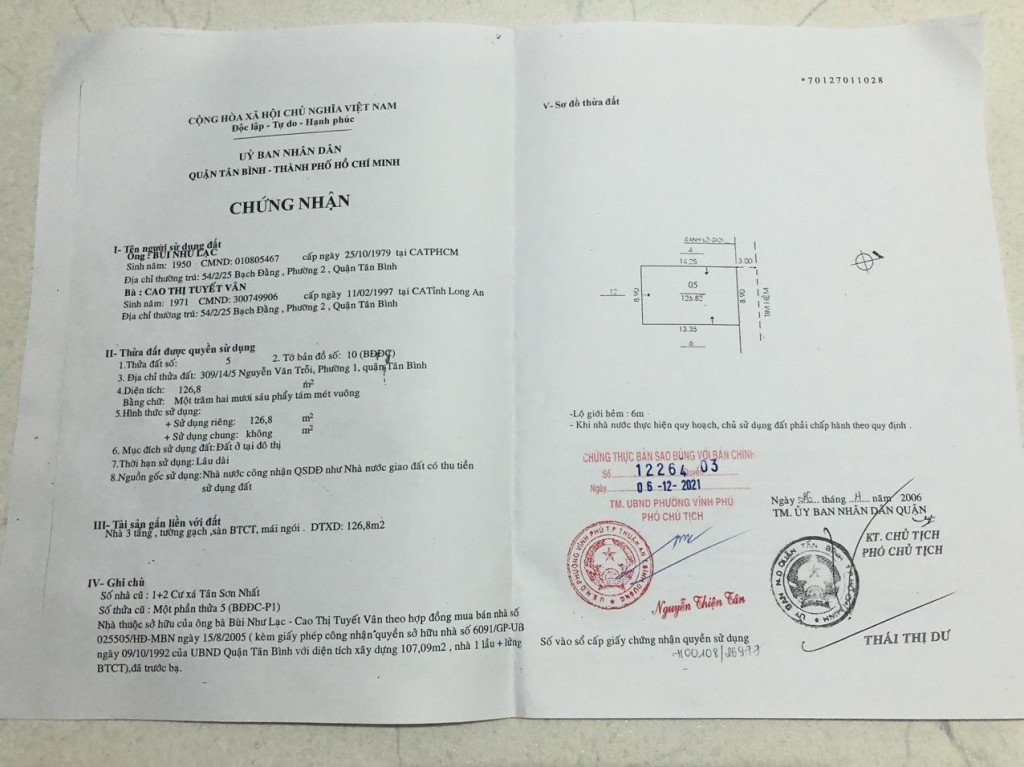 CỘNG HÒA XÃ HỘI CHỦ NGHĨA VIỆT NAM
Độc lập - Tự do - Hạnh phúc
UỶ BAN NHÂN DÂN
QUẬN TÂN BÌNH - THÀNH PHỐ HỒ CHÍ MINH
CHỨNG NHẬN
I- Tên người sử dụng đất
Ông : BÙI NHƯ LẠC
Sinh năm: 1950 CMND: 010805467 cấp ngày 25/10/1979 tại CATPHCM
Địa chỉ thường trú: 54/2/25 Bạch Đằng , Phường 2 , Quận Tân Bình
Bà : CAO THỊ TUYẾT VÂN
Sinh năm: 1971 CMND: 300749906 cấp ngày 11/02/1997 tại CATỉnh Long An
Địa chỉ thường trú: 54/2/25 Bạch Đằng , Phường 2 , Quận Tân Bình
II- Thửa đất được quyền sử dụng
1.Thửa đất số: 5 2. Tờ bản đồ số: 10 (BĐĐC)
3. Địa chỉ thửa đất: 309/14/5 Nguyễn Văn Trỗi, Phường 1, quận Tân Bình
4.Diện tích: 126,8 m2
Bằng chữ: Một trăm hai mươi sáu phẩy tám mét vuông
5.Hình thức sử dụng:
+ Sử dụng riêng: 126,8 m2
+ Sử dụng chung: không m2
6. Mục đích sử dụng đất: Đất ở tại đô thị
7.Thời hạn sử dụng: Lâu dài
8.Nguồn gốc sử dụng: Nhà nước công nhận QSDĐ như Nhà nước giao đất có thu tiền
sử dụng đất
III- Tài sản gắn liền với đất
Nhà 3 tầng , tường gạch ,sàn BTCT, mái ngói . DTXD: 126,8m2
IV- Ghi chú
Số nhà cũ : 1+2 Cư xá Tân Sơn Nhất
Số thửa cũ : Một phần thửa 5 (BĐĐC-P1)
Nhà thuộc sở hữu của ông bà Bùi Như Lạc - Cao Thị Tuyết Vân theo hợp đồng mua bán nhà số
025505/HĐ-MBN ngày 15/8/2005 ( kèm giấy phép công nhận quyền sở hữu nhà số 6091/GP-UB
ngày 09/10/1992 của UBND Quận Tân Bình với diện tích xây dựng 107,09m2 , nhà 1 lầu + lửng
BTCT),đã trước bạ.
*70127011028
V- Sơ đồ thửa đất
4
14.25 3.00
12 8.90 05 126.82 8.90 TIM HẺM
13.35
6
-Lộ giới hẻm : 6m
- Khi nhà nước thực hiện quy hoạch, chủ sử dụng đất phải chấp hành theo quy định .
CHỨNG THỰC BẢN SAO ĐÚNG VỚI BẢN CHÍNH
Số 12264 03
Ngày 06-12-2021
TM. UBND PHƯỜNG VĨNH PHÚ
PHÓ CHỦ TỊCH
Nguyễn Thiện Tân
Ngày tháng năm 2006
TM. UỶ BAN NHÂN DÂN QUẬN
KT. CHỦ TỊCH
PHÓ CHỦ TỊCH
THÁI THỊ DƯ
Số vào sổ cấp giấy chứng nhận quyền sử dụng